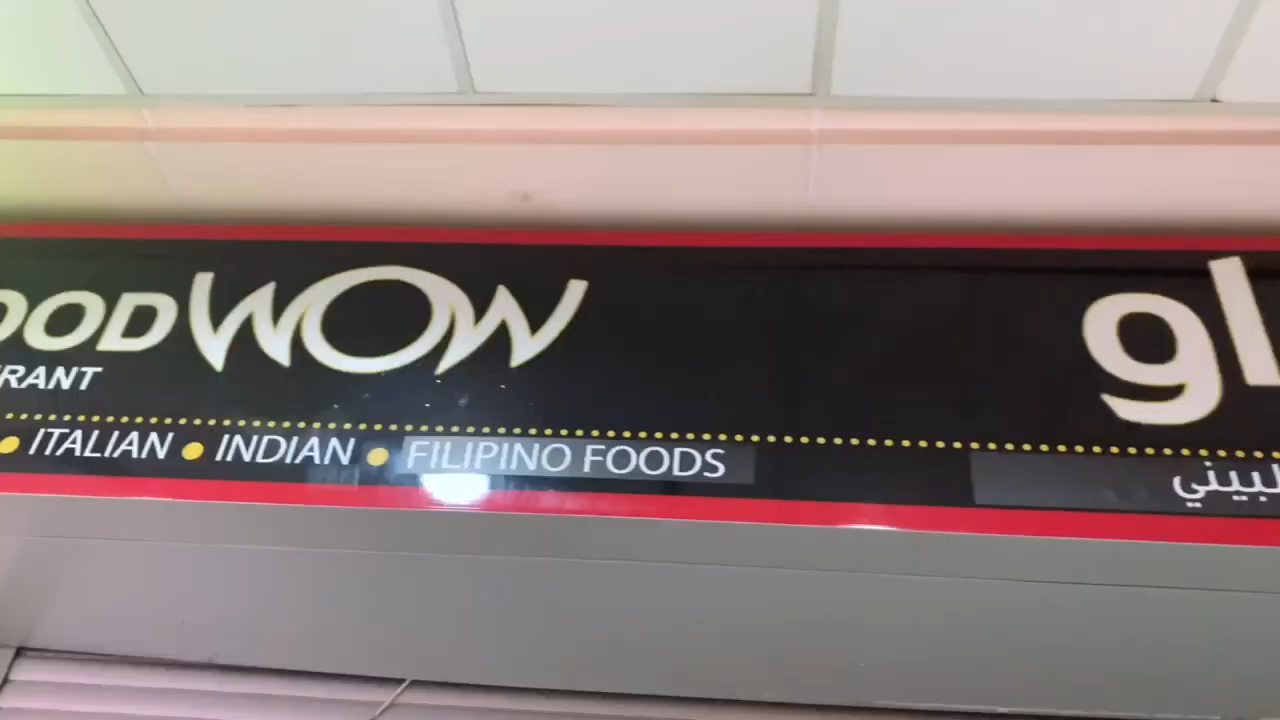 OODWOW
RANT
ITALIAN • INDIAN • FILIPINO FOODS